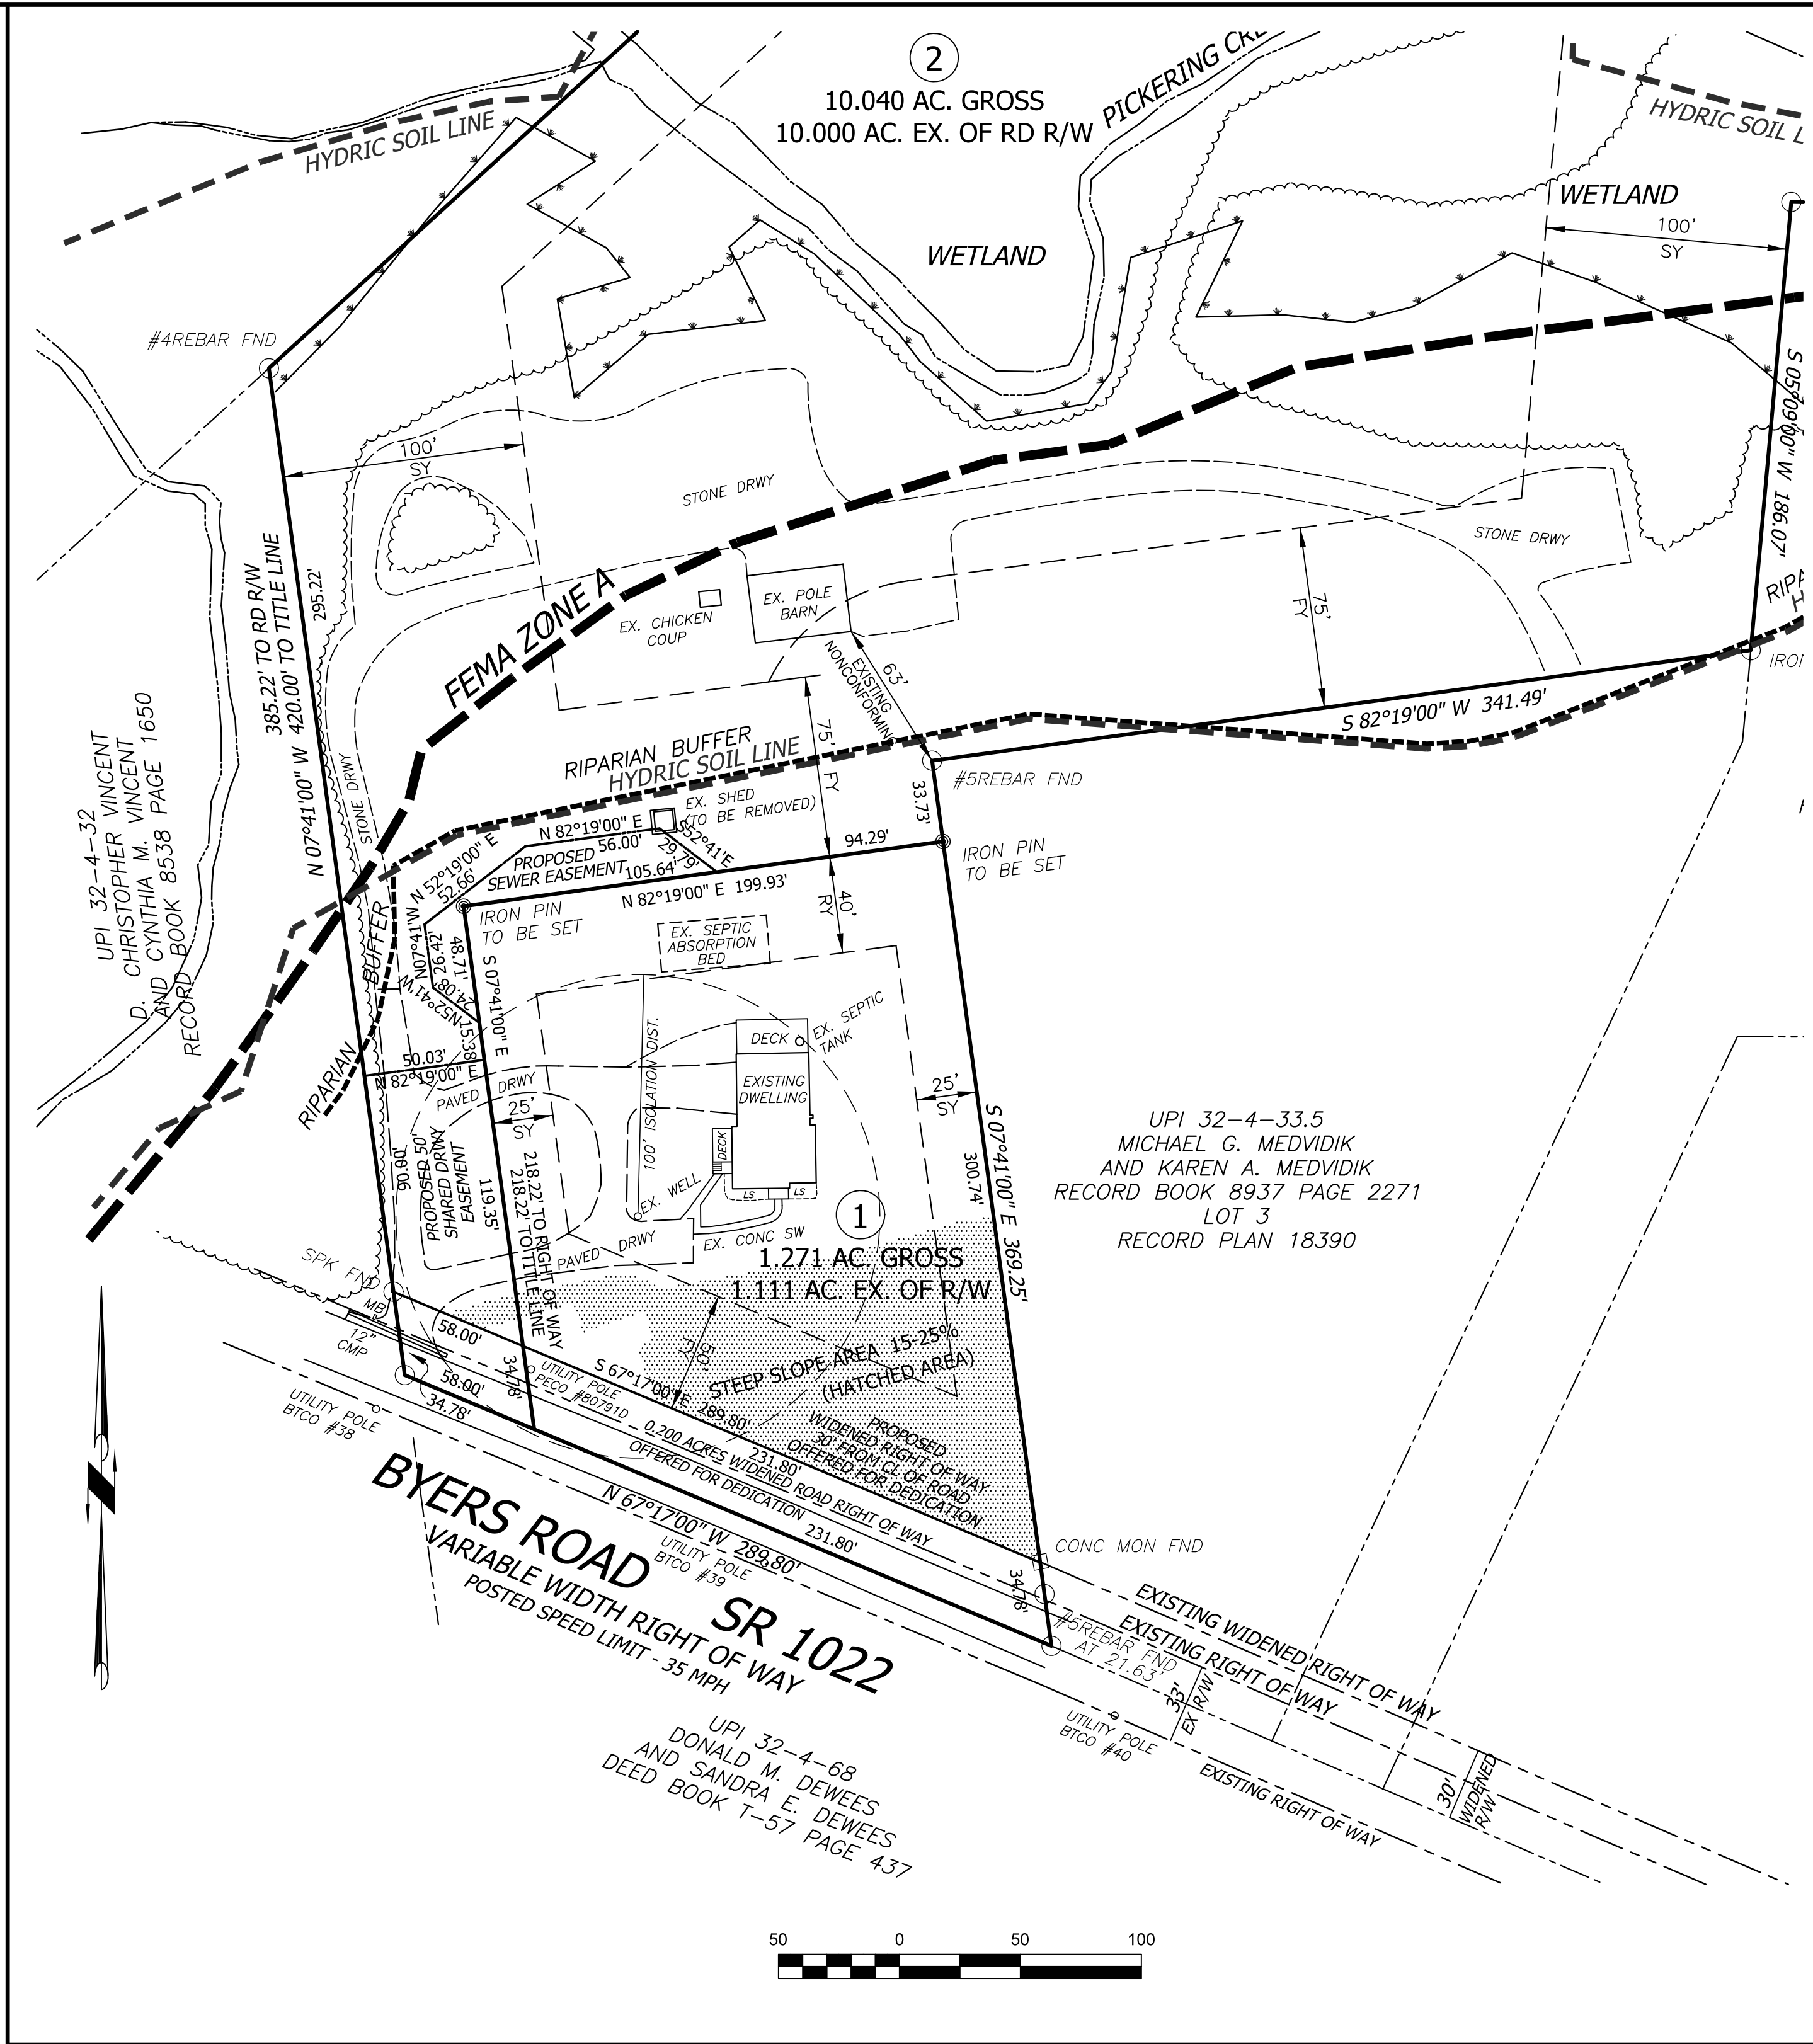 2
10.040 AC. GROSS
10.000 AC. EX. OF RD R/W
PICKERING CRE
HYDRIC SOIL LINE
HYDRIC SOIL L
WETLAND
WETLAND
100'
SY
#4REBAR FND
100'
SY
S 05°09'00" W 186.07'
STONE DRWY
STONE DRWY
385.22' TO RD R/W
420.00' TO TITTLE LINE
295.22'
N 07°41'00" W
FEMA ZONE A
EX. CHICKEN
COUP
EX. POLE
BARN
63'
EXISTING
NONCONFORMING
75'
FY
75'
FY
RIPA
H
IRON
S 82°19'00" W 341.49'
UPI 32-4-32
D. CHRISTOPHER VINCENT
AND CYNTHIA M. VINCENT
RECORD BOOK 8538 PAGE 1650
STONE DRWY
RIPARIAN BUFFER
HYDRIC SOIL LINE
#5REBAR FND
33.73'
EX. SHED
(TO BE REMOVED)
N 82°19'00" E
56.00'
S52°41'E
29.79'
PROPOSED
SEWER EASEMENT
105.64'
94.29'
N 82°19'00" E 199.93'
IRON PIN
TO BE SET
N 52°19'00" E
52.66'
IRON PIN
TO BE SET
40'
RY
N07°41'W
26.42'
N52°41'W
24.08'
48.71'
S 07°41'00" E
15.38'
EX. SEPTIC
ABSORPTION
BED
RIPARIAN BUFFER
50.03'
N 82°19'00" E
PAVED DRWY
25'
SY
100' ISOLATION DIST.
DECK
EX. SEPTIC
TANK
EXISTING
DWELLING
DECK
LS
LS
EX. WELL
EX. CONC SW
PAVED DRWY
25'
SY
S 07°41'00" E 369.25'
300.74'
UPI 32-4-33.5
MICHAEL G. MEDVIDIK
AND KAREN A. MEDVIDIK
RECORD BOOK 8937 PAGE 2271
LOT 3
RECORD PLAN 18390
90.00'
PROPOSED 50'
SHARED DRWY
EASEMENT
119.35'
218.22' TO RIGHT OF WAY
218.22' TO TITTLE LINE
1
1.271 AC. GROSS
1.111 AC. EX. OF R/W
SPK FND
MB
12"
CMP
58.00'
50'
FY
STEEP SLOPE AREA 15-25%
(HATCHED AREA)
S 67°17'00" E 289.80'
231.80'
34.78'
UTILITY POLE
PECO #80791D
58.00'
34.78'
UTILITY POLE
BTCO #38
PROPOSED
WIDENED RIGHT OF WAY
30' FROM CL OF ROAD
OFFERED FOR DEDICATION
0.200 ACRES WIDENED ROAD RIGHT OF WAY
OFFERED FOR DEDICATION
231.80'
N 67°17'00" W 289.80'
UTILITY POLE
BTCO #39
BYERS ROAD SR 1022
VARIABLE WIDTH RIGHT OF WAY
POSTED SPEED LIMIT - 35 MPH
CONC MON FND
34.78'
#5REBAR FND
AT 21.63'
EXISTING WIDENED RIGHT OF WAY
EXISTING RIGHT OF WAY
33'
EX R/W
UTILITY POLE
BTCO #40
EXISTING RIGHT OF WAY
30'
WIDENED
R/W
UPI 32-4-68
DONALD M. DEWEES
AND SANDRA E. DEWEES
DEED BOOK T-57 PAGE 437
50 0 50 100